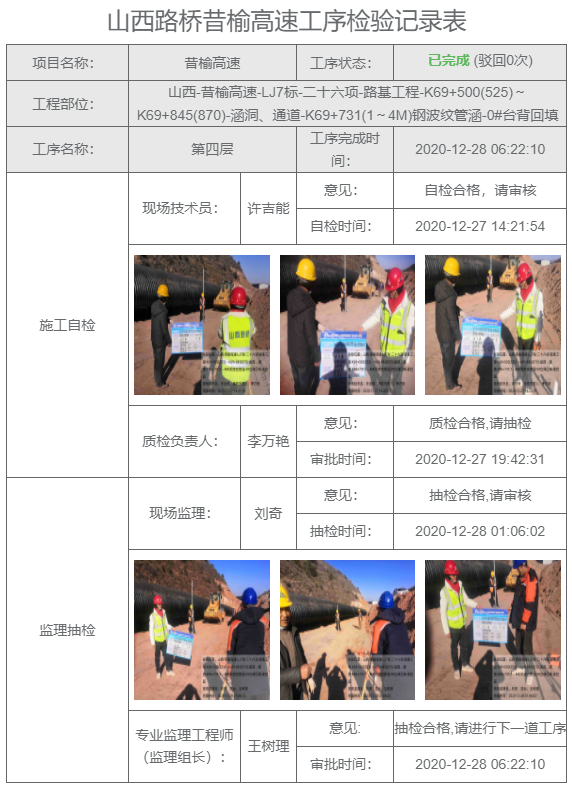 山西路桥昔榆高速工序检验记录表
项目名称： 昔榆高速 工序状态： 已完成 (驳回0次)
工程部位： 山西-昔榆高速-LJ7标-二十六项-路基工程-K69+500(525)～
K69+845(870)-涵洞、通道-K69+731(1～4M)钢波纹管涵-0#台背回填
工序名称： 第四层 工序完成时间： 2020-12-28 06:22:10
施工自检
现场技术员： 许吉能 意见： 自检合格，请审核
自检时间： 2020-12-27 14:21:54
山西路桥
质检负责人： 李万艳 意见： 质检合格,请抽检
审批时间： 2020-12-27 19:42:31
监理抽检
现场监理： 刘奇 意见： 抽检合格,请审核
抽检时间： 2020-12-28 01:06:02
专业监理工程师
（监理组长）： 王树理 意见: 抽检合格,请进行下一道工序
审批时间： 2020-12-28 06:22:10